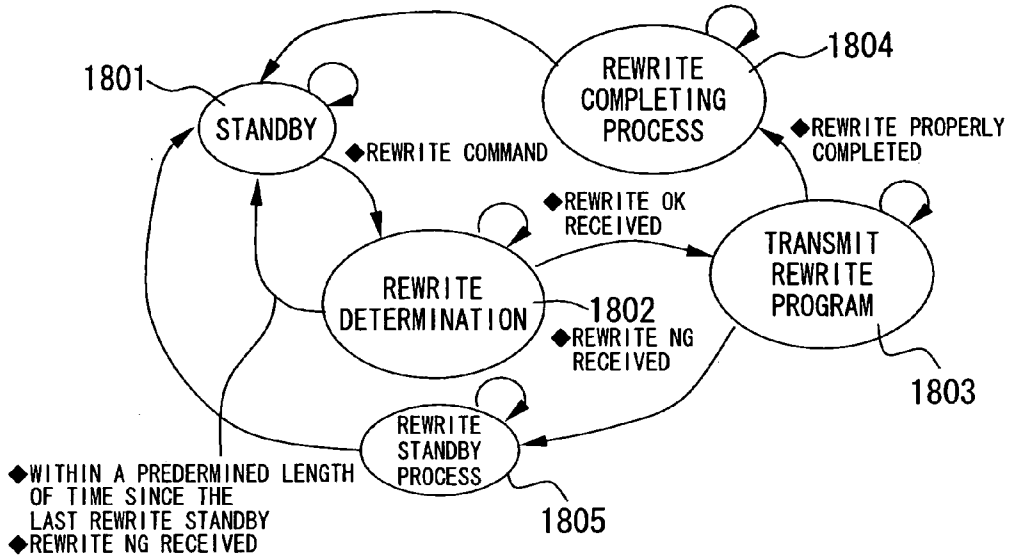 1801
STANDBY
◆REWRITE COMMAND
REWRITE
COMPLETING
PROCESS
1804
◆REWRITE PROPERLY
COMPLETED
◆REWRITE OK
RECEIVED
TRANSMIT
REWRITE
PROGRAM
1803
REWRITE
DETERMINATION
1802
◆REWRITE NG
RECEIVED
REWRITE
STANDBY
PROCESS
1805
◆WITHIN A PREDERMINED LENGTH
OF TIME SINCE THE
LAST REWRITE STANDBY
◆REWRITE NG RECEIVED